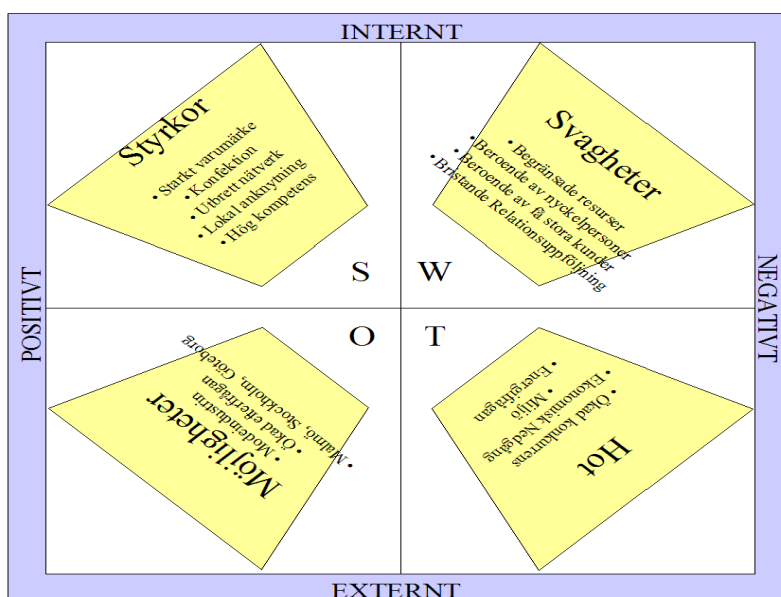 INTERNT
Styrkor
• Starkt varumärke
• Konfektion
• Utbrett nätverk
• Lokal anknytning
• Hög kompetens
Svagheter
• Begränsade resurser
• Beroende av nyckelpersoner
• Beroende av få stora kunder
• Bristande Relationsuppföljning
S
W
POSITIVT
NEGATIVT
O
T
Möjligheter
• Modeindustrin
• Ökad efterfrågan
• Malmö, Stockholm, Göteborg
Hot
• Ökad konkurrens
• Ekonomisk Nedgång
• Miljö
• Energifrågan
EXTERNT